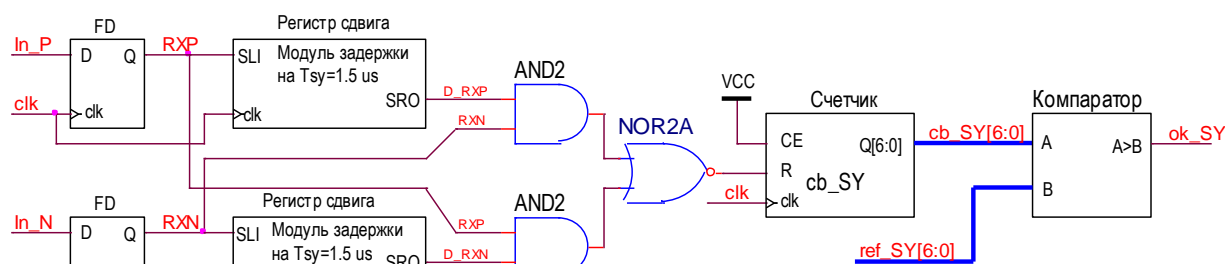 FD
Регистр сдвига
In_P
D
Q
RXP
SLI
Модуль задержки
на Tsy=1.5 us
SRO
clk
clk
clk
D_RXP
RXN
AND2
NOR2A
VCC
Счетчик
CE
Q[6:0]
R
cb_SY
clk
clk
cb_SY[6:0]
Компаратор
A
A>B
B
ok_SY
ref_SY[6:0]
FD
Регистр сдвига
In_N
D
Q
RXN
SLI
Модуль задержки
на Tsy=1.5 us
SRO
RXP
D_RXN
AND2